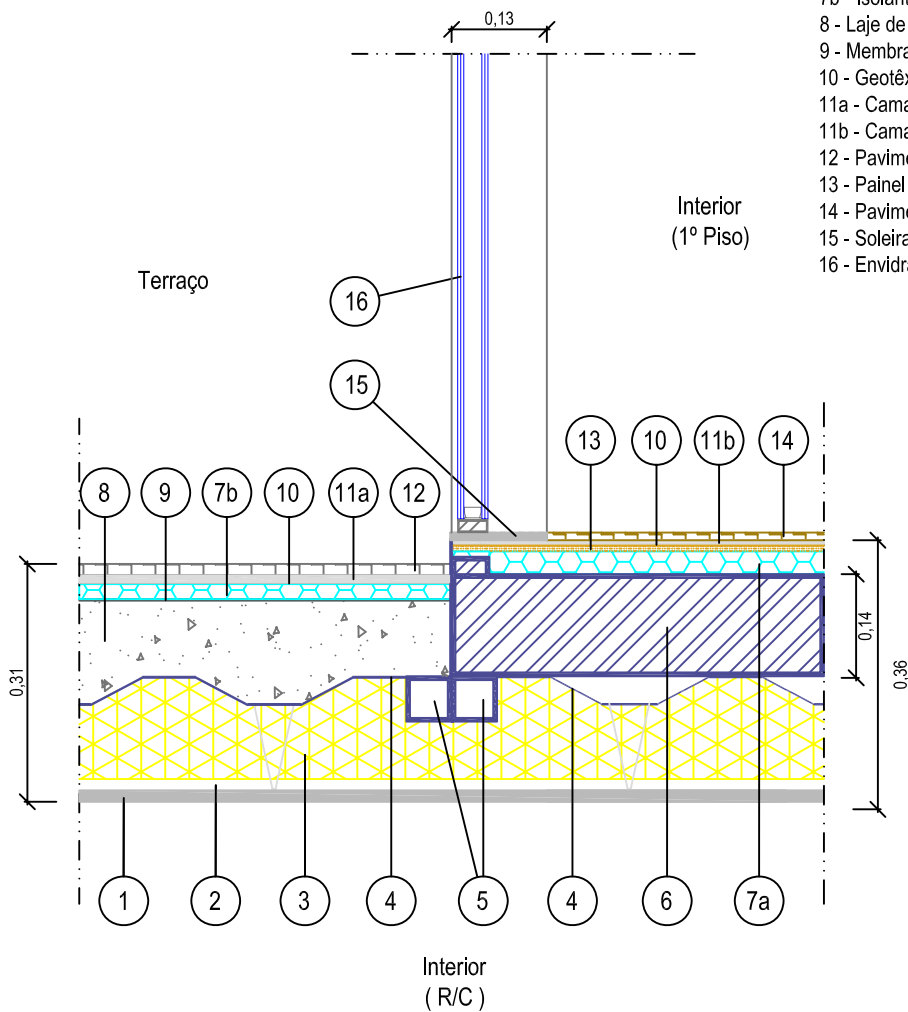 0,13
8 - Laje de
9 - Membra
10 - Geotêx
11a - Cama
11b - Cama
12 - Pavime
13 - Painel
14 - Pavime
15 - Soleira
16 - Envidra
Interior
(1º Piso)
Terraço
16
15
13
10
11b
14
8
9
7b
10
11a
12
0,31
0,14
0,36
1
2
3
4
5
4
6
7a
Interior
( R/C )